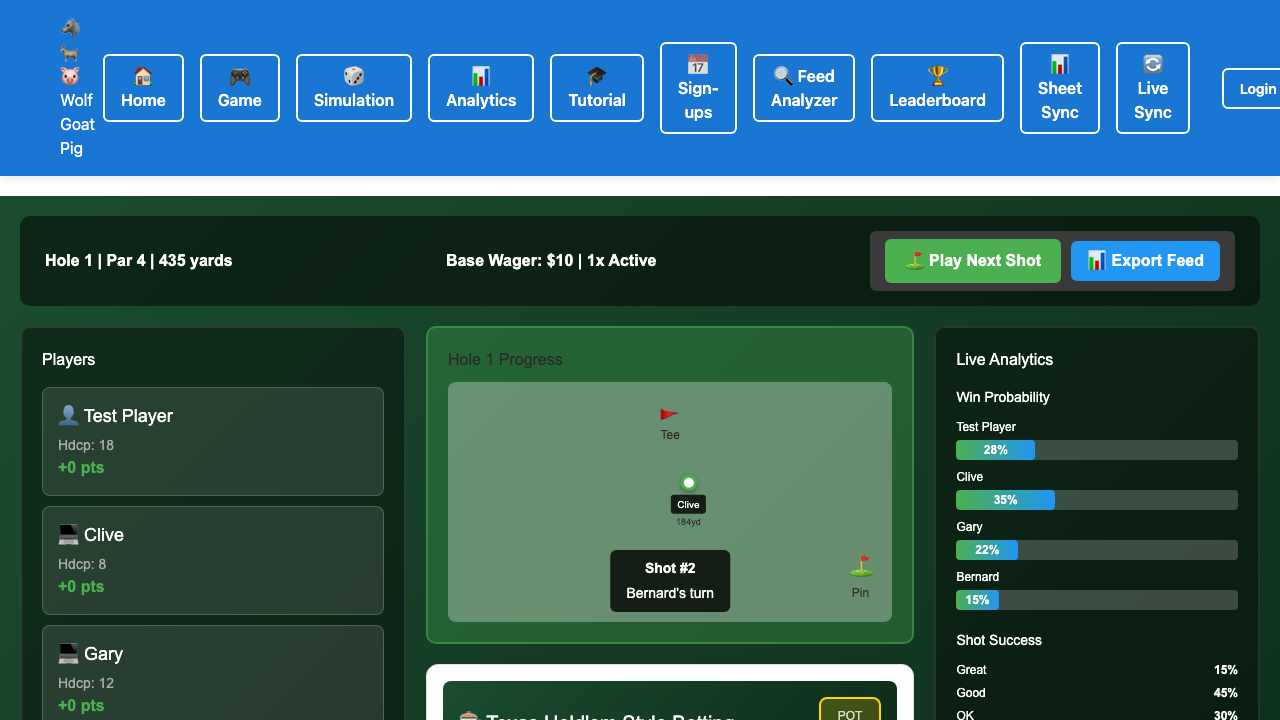 Wolf
Goat
Pig
Home
Game
Simulation
Analytics
Tutorial
Sign-
ups
Feed
Analyzer
Leaderboard
Sheet
Sync
Live
Sync
Login
Hole 1 | Par 4 | 435 yards
Base Wager: $10 | 1x Active
Play Next Shot
Export Feed
Players
Test Player
Hdcp: 18
+0 pts
Clive
Hdcp: 8
+0 pts
Gary
Hdcp: 12
+0 pts
Hole 1 Progress
Tee
Clive
184yd
Shot #2
Bernard's turn
Pin
Texas Holdlem Style Betting
POT
Live Analytics
Win Probability
Test Player
28%
Clive
35%
Gary
22%
Bernard
15%
Shot Success
Great 15%
Good 45%
OK 30%